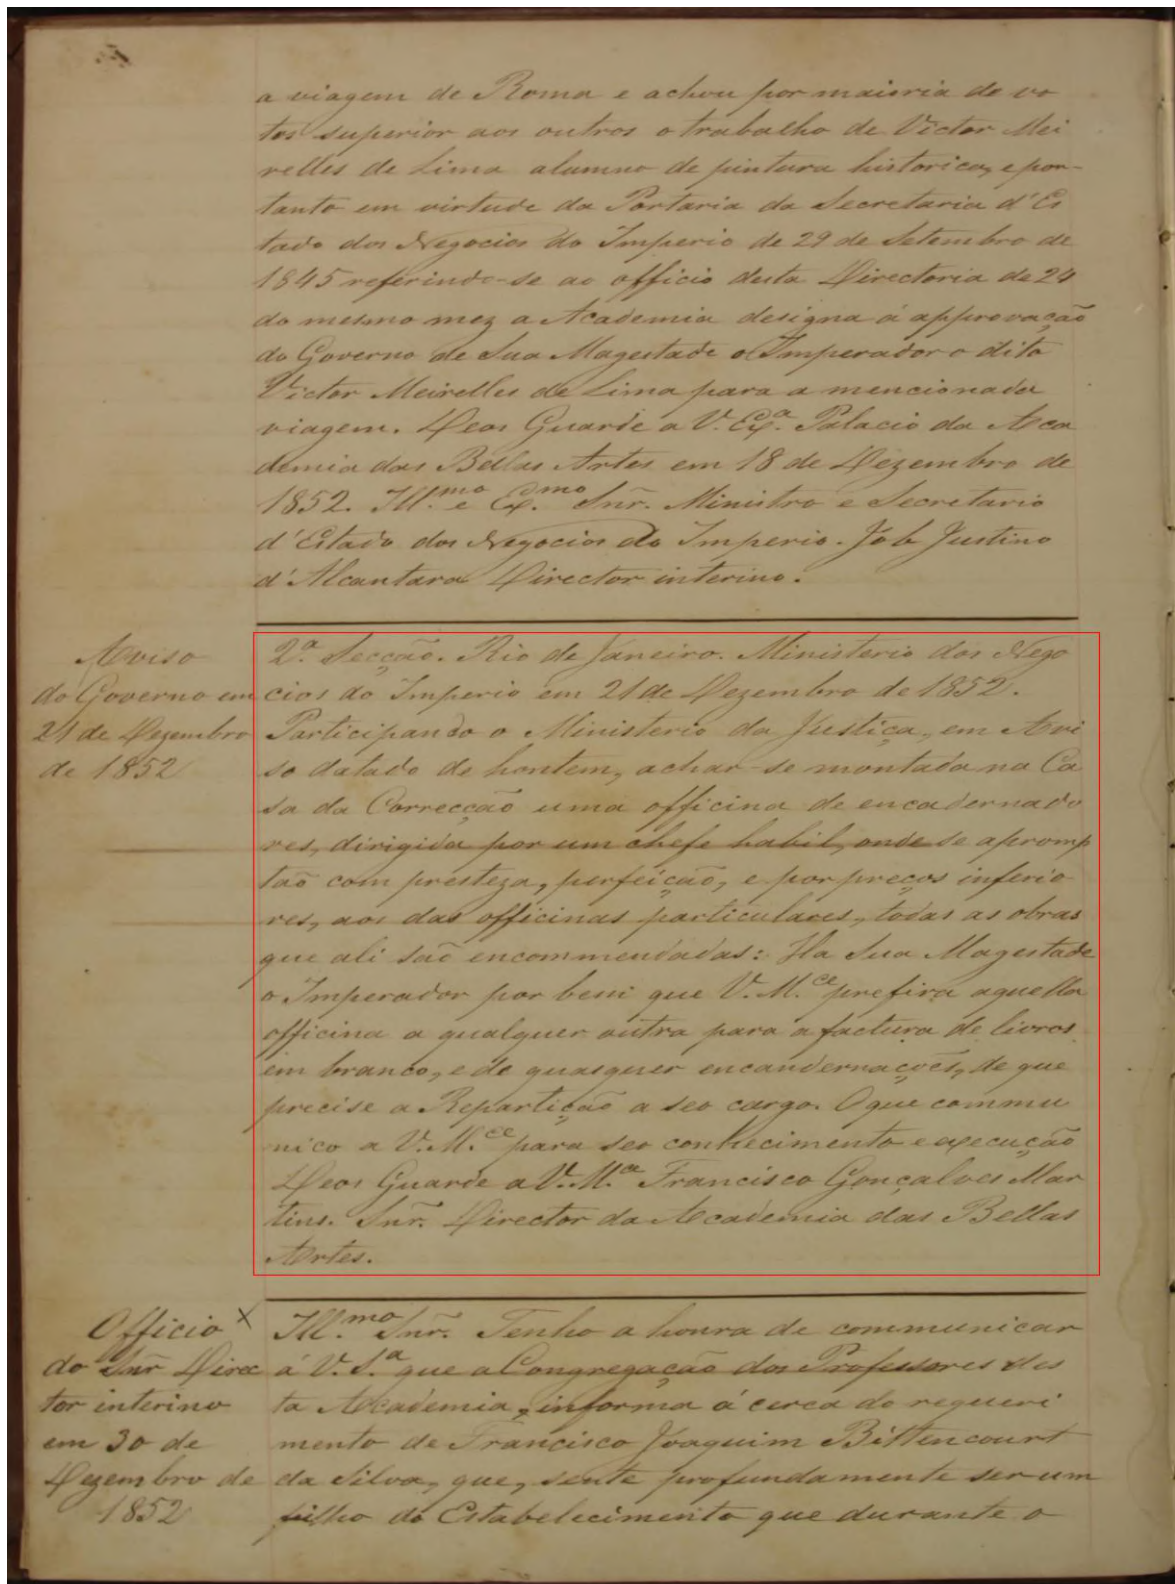 a viagem de Roma e achou por maioria de vo
tos superior aos outros o trabalho de Victor Mei
relles de Lima alumno de pintura historica, e por-
tanto em virtude da Portaria da Secretaria d'Es
tado dos Negocios do Imperio de 29 de Setembro de
1845 referindo-se ao officio desta Directoria de 24
do mesmo mez a Academia designa á approvação
do Governo de Sua Magestade o Imperador o dito
Victor Meirelles de Lima para a mencionada
viagem. Deos Guarde a V. Exª. Palacio da Aca
demia das Bellas Artes em 18 de Dezembro de
1852. Ill.mo e Ex.mo Snr. Ministro e Secretario
d'Estado dos Negocios do Imperio. Job Justino
d'Alcantara Director interino.
Aviso
do Governo em
21 de Dezembro
de 1852
2ª. Secção. Rio de Janeiro. Ministerio dos Nego
cios do Imperio em 21 de Dezembro de 1852.
Participando o Ministerio da Justiça, em Avi
so datado de hontem, achar-se montada na Ca
sa da Correcção uma officina de encadernado
res, dirigida por um chefe habil, onde se apromp
tão com presteza, perfeição, e por preços inferio
res, aos das officinas particulares, todas as obras
que ali são encommendadas: Ha Sua Magestade
o Imperador por bem que V. M.ce prefira aquella
officina a qualquer outra para a factura de livros
em branco, e de quaesquer encandernações, de que
precise a Repartição a seo cargo. O que commu
nico a V. M.ce para seo conhecimento e execução
Deos Guarde a V. M.ce Francisco Gonçalves Mar
tins. Snr. Director da Academia das Bellas
Artes.
Officio X
do Snr Direc
tor interino
em 30 de
Dezembro de
1852
Ill.mo Snr. Tenho a honra de communicar
á V. S.ª que a Congregação dos Professores des
ta Academia, informa á cerca do requeri
mento de Francisco Joaquim Bittencourt
da Silva, que, sente profundamente ser um
filho do Estabelecimento que durante o